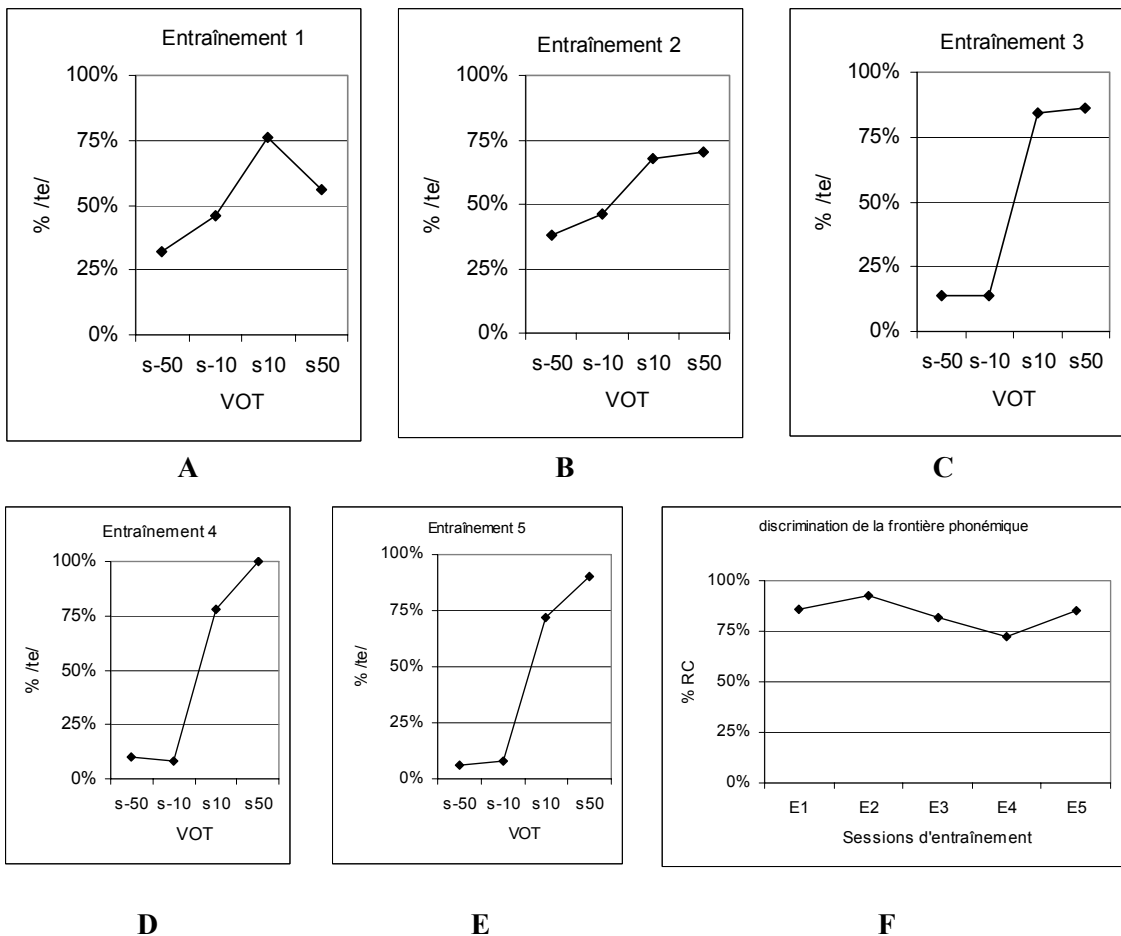 Entraînement 1
100%
75%
50%
25%
0%
% /te/
s-50 s-10 s10 s50
VOT
A
Entraînement 2
100%
75%
50%
25%
0%
% /te/
s-50 s-10 s10 s50
VOT
B
Entraînement 3
100%
75%
50%
25%
0%
% /te/
s-50 s-10 s10 s50
VOT
C
Entraînement 4
100%
75%
50%
25%
0%
% /te/
s-50 s-10 s10 s50
VOT
D
Entraînement 5
100%
75%
50%
25%
0%
% /te/
s-50 s-10 s10 s50
VOT
E
discrimination de la frontière phonémique
100%
75%
50%
25%
0%
% RC
E1 E2 E3 E4 E5
Sessions d'entraînement
F